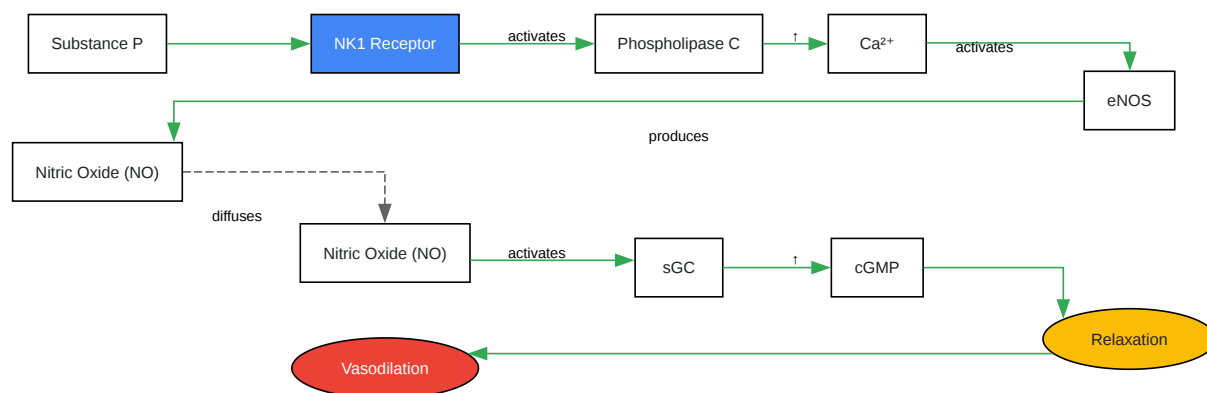 Substance P
NK1 Receptor
activates
Phospholipase C
↑
Ca²⁺
activates
eNOS
produces
Nitric Oxide (NO)
diffuses
Nitric Oxide (NO)
activates
sGC
↑
cGMP
Relaxation
Vasodilation